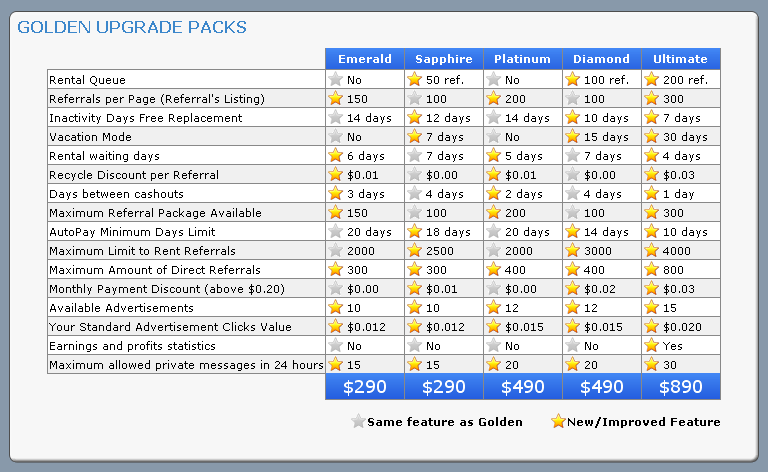 GOLDEN UPGRADE PACKS
Emerald Sapphire Platinum Diamond Ultimate
Rental Queue No 50 ref. No 100 ref. 200 ref.
Referrals per Page (Referral's Listing) 150 100 200 100 300
Inactivity Days Free Replacement 14 days 12 days 14 days 10 days 7 days
Vacation Mode No 7 days No 15 days 30 days
Rental waiting days 6 days 7 days 5 days 7 days 4 days
Recycle Discount per Referral $0.01 $0.00 $0.01 $0.00 $0.03
Days between cashouts 3 days 4 days 2 days 4 days 1 day
Maximum Referral Package Available 150 100 200 100 300
AutoPay Minimum Days Limit 20 days 18 days 20 days 14 days 10 days
Maximum Limit to Rent Referrals 2000 2500 2000 3000 4000
Maximum Amount of Direct Referrals 300 300 400 400 800
Monthly Payment Discount (above $0.20) $0.00 $0.01 $0.00 $0.02 $0.03
Available Advertisements 10 10 12 12 15
Your Standard Advertisement Clicks Value $0.012 $0.012 $0.015 $0.015 $0.020
Earnings and profits statistics No No No No Yes
Maximum allowed private messages in 24 hours 15 15 20 20 30
$290 $290 $490 $490 $890
Same feature as Golden New/Improved Feature